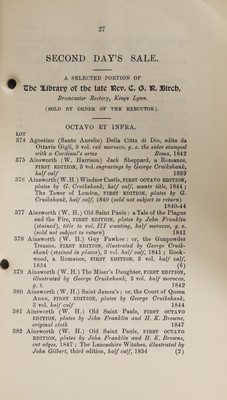 27
SECOND DAY'S SALE.
A SELECTED PORTION OF
The Library of the late Rev. C. G. R. Birch,
Brancaster Rectory, Kings Lynn.
(SOLD BY ORDER OF THE EXECUTOR).
OCTAVO ET INFRA.
LOT
374 Agostino (Santo Aurelio) Della Citta di Dio, edite da
Ottavio Gigli, 3 vol. red morocco, g. e. the sides stamped
with a Cardinal's arms Roma, 1842
375 Ainsworth (W. Harrison) Jack Sheppard, a Romance,
FIRST EDITION, 3 vol. engravings by George Cruikshank,
half calf 1839
376 Ainsworth (W. H.) Windsor Castle, FIRST OCTAVO EDITION,
plates by G. Cruikshank, half calf, wants title, 1844;
The Tower of London, FIRST EDITION, plates by G.
Cruikshank, half calf, 1840 (sold not subject to return)
1840-44
377 Ainsworth (W. H.) Old Saint Pauls: a Tale of the Plague
and the Fire, FIRST EDITION, plates by John Franklin
(stained), title to vol. III wanting, half morocco, g. e.
(sold not subject to return) 1841
378 Ainsworth (W. H.) Guy Fawkes: or, the Gunpowder
Treason, FIRST EDITION, illustrated by George Cruik-
shank (stained in places), 3 vol. half calf, 1841; Rook-
wood, a Romance, FIRST EDITION, 3 vol. half calf,
1834 (6)
379 Ainsworth (W. H.) The Miser's Daughter, FIRST EDITION,
illustrated by George Cruikshank, 3 vol. half morocco,
g. t. 1842
380 Ainsworth (W. H.) Saint James's: or, the Court of Queen
Anne, FIRST EDITION, plates by George Cruikshank,
3 vol. half calf 1844
381 Ainsworth (W. H.) Old Saint Pauls, FIRST OCTAVO
EDITION, plates by John Franklin and H. K. Browne,
original cloth 1847
382 Ainsworth (W. H.) Old Saint Pauls, FIRST OCTAVO
EDITION, plates by John Franklin and H. K. Browne,
cut edges, 1847; The Lancashire Witches, illustrated by
John Gilbert, third edition, half calf, 1854 (2)